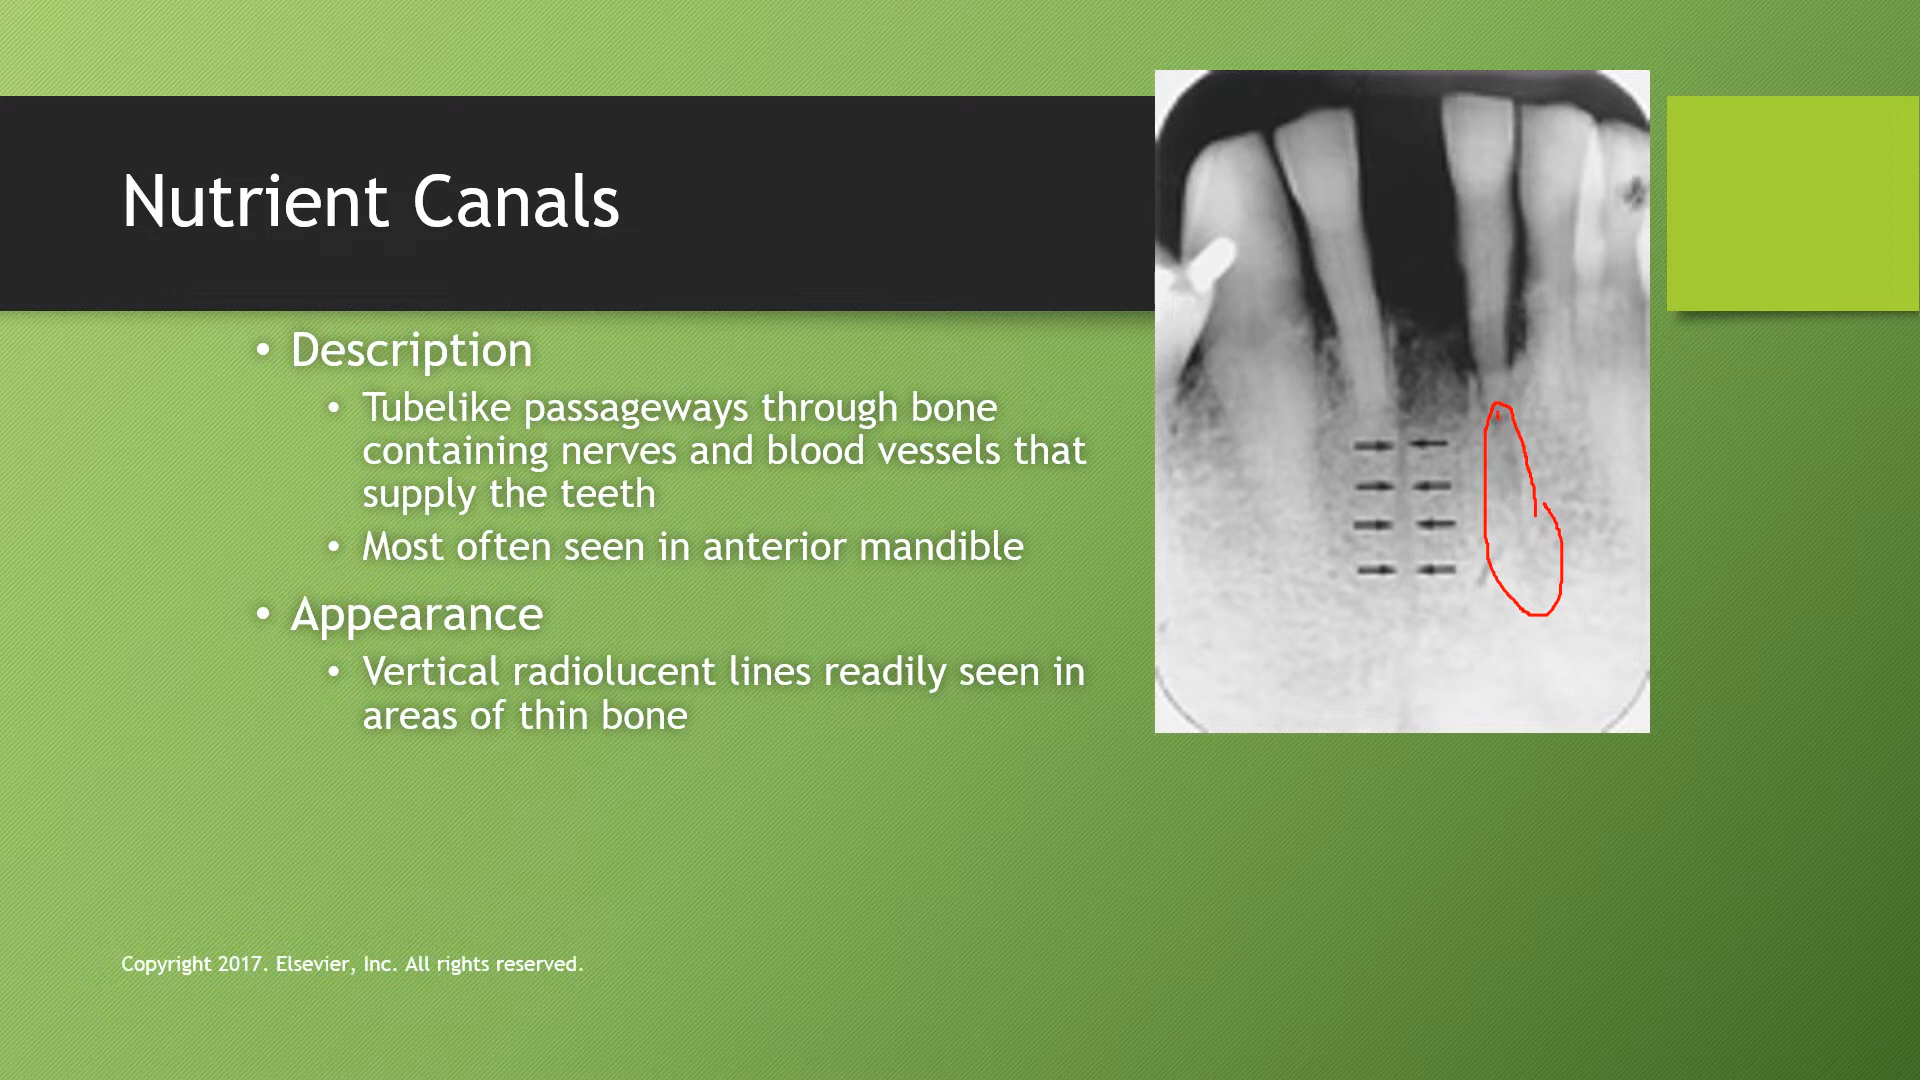 Nutrient Canals
• Description
• Tubelike passageways through bone
containing nerves and blood vessels that
supply the teeth
• Most often seen in anterior mandible
• Appearance
• Vertical radiolucent lines readily seen in
areas of thin bone
Copyright 2017. Elsevier, Inc. All rights reserved.